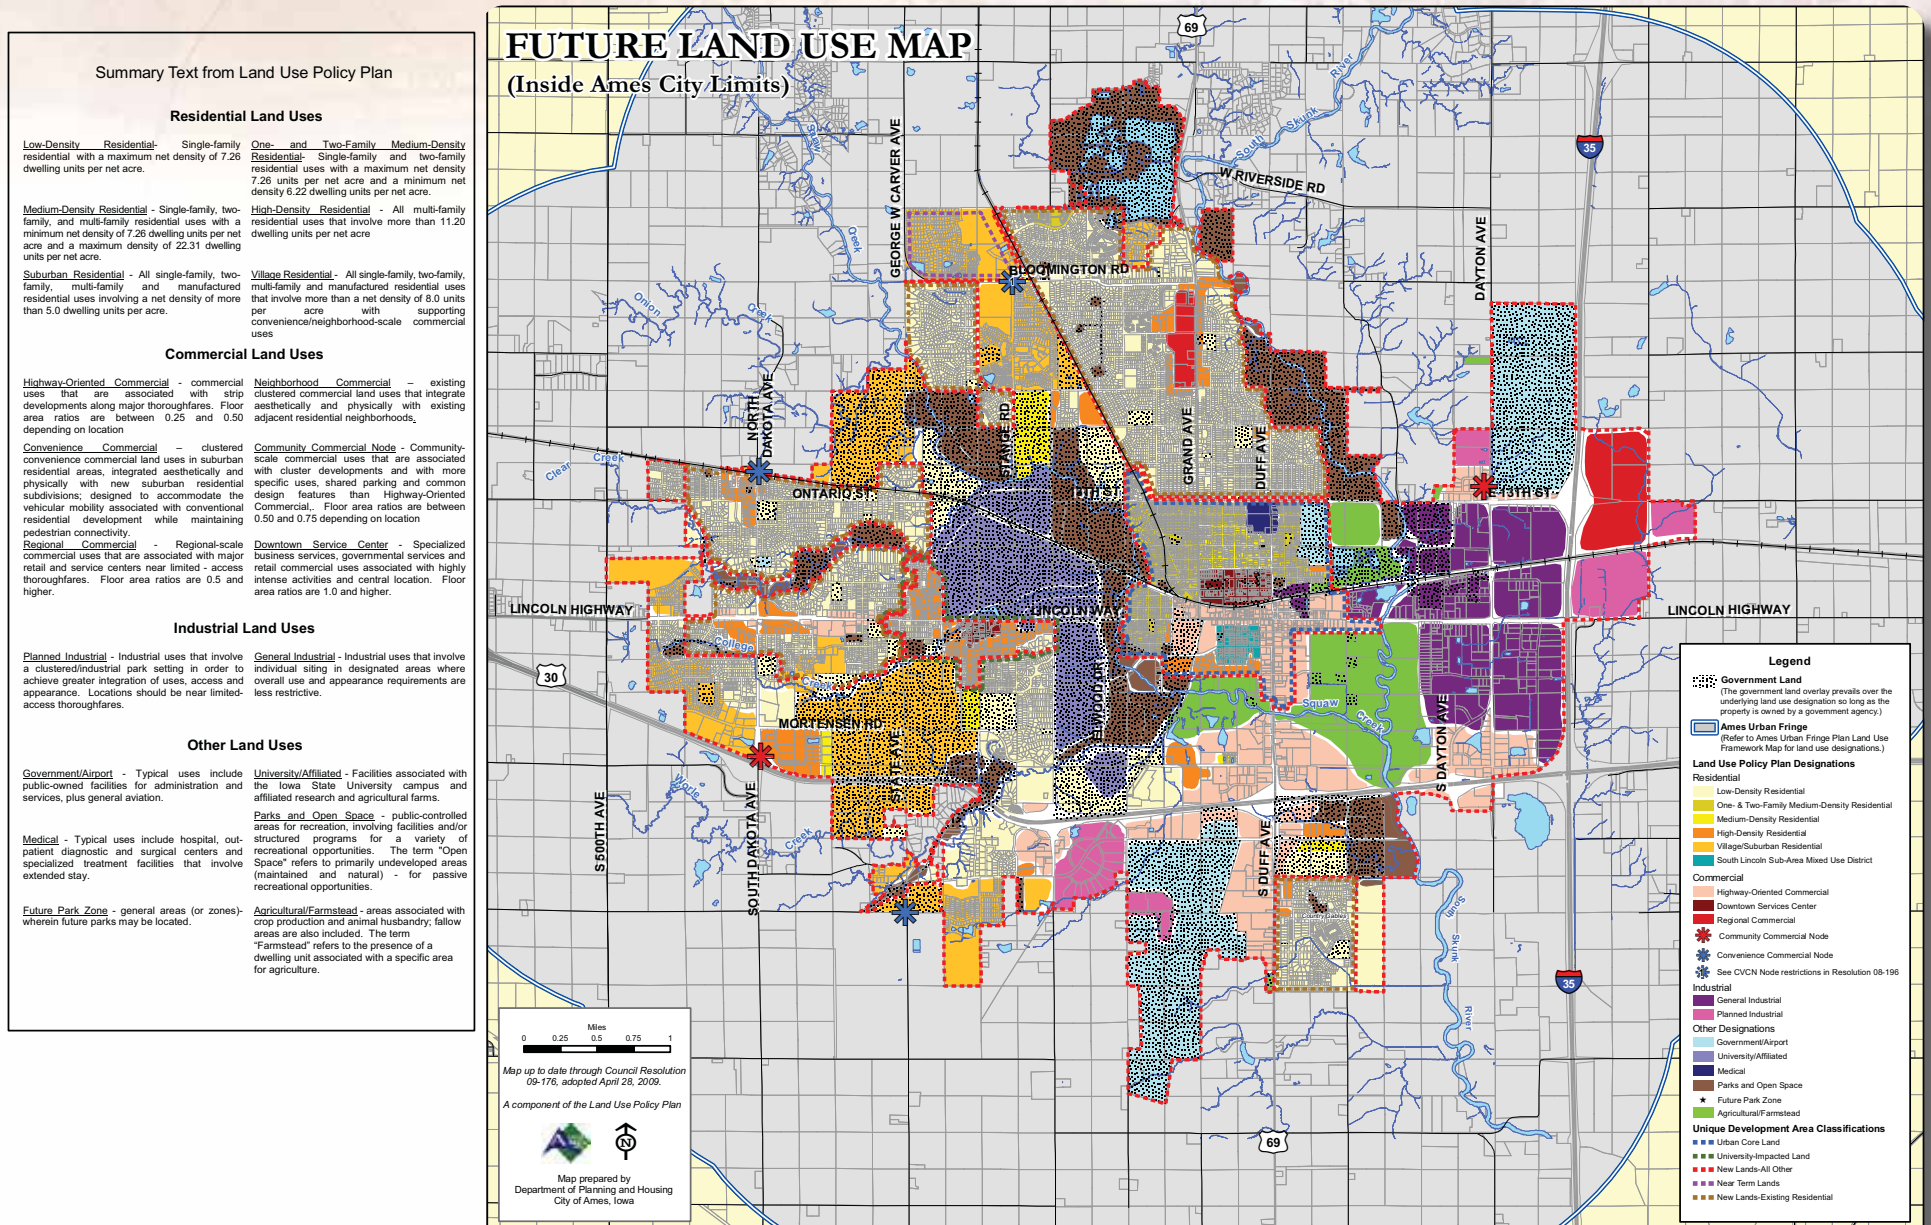 Summary Text from Land Use Policy Plan
Residential Land Uses
Low-Density Residential- Single-family
residential with a maximum net density of 7.26
dwelling units per net acre.
One- and Two-Family Medium-Density
Residential- Single-family and two-family
residential uses with a maximum net density
7.26 units per net acre and a minimum net
density 6.22 dwelling units per net acre.
Medium-Density Residential - Single-family, two-
family, and multi-family residential uses with a
minimum net density of 7.26 dwelling units per net
acre and a maximum density of 22.31 dwelling
units per net acre.
High-Density Residential - All multi-family
residential uses that involve more than 11.20
dwelling units per net acre
Suburban Residential - All single-family, two-
family, multi-family and manufactured
residential uses involving a net density of more
than 5.0 dwelling units per acre.
Village Residential - All single-family, two-family,
multi-family and manufactured residential uses
that involve more than a net density of 8.0 units
per acre with supporting
convenience/neighborhood-scale commercial
uses
Commercial Land Uses
Highway-Oriented Commercial - commercial
uses that are associated with strip
developments along major thoroughfares. Floor
area ratios are between 0.25 and 0.50
depending on location
Neighborhood Commercial – existing
clustered commercial land uses that integrate
aesthetically and physically with existing
adjacent residential neighborhoods.
Convenience Commercial – clustered
convenience commercial land uses in suburban
residential areas, integrated aesthetically and
physically with new suburban residential
subdivisions; designed to accommodate the
vehicular mobility associated with conventional
residential development while maintaining
pedestrian connectivity.
Community Commercial Node - Community-
scale commercial uses that are associated
with cluster developments and with more
specific uses, shared parking and common
design features than Highway-Oriented
Commercial,. Floor area ratios are between
0.50 and 0.75 depending on location
Regional Commercial - Regional-scale
commercial uses that are associated with major
retail and service centers near limited - access
thoroughfares. Floor area ratios are 0.5 and
higher.
Downtown Service Center - Specialized
business services, governmental services and
retail commercial uses associated with highly
intense activities and central location. Floor
area ratios are 1.0 and higher.
Industrial Land Uses
Planned Industrial - Industrial uses that involve
a clustered/industrial park setting in order to
achieve greater integration of uses, access and
appearance. Locations should be near limited-
access thoroughfares.
General Industrial - Industrial uses that involve
individual siting in designated areas where
overall use and appearance requirements are
less restrictive.
Other Land Uses
Government/Airport - Typical uses include
public-owned facilities for administration and
services, plus general aviation.
University/Affiliated - Facilities associated with
the Iowa State University campus and
affiliated research and agricultural farms.
Medical - Typical uses include hospital, out-
patient diagnostic and surgical centers and
specialized treatment facilities that involve
extended stay.
Parks and Open Space - public-controlled
areas for recreation, involving facilities and/or
structured programs for a variety of
recreational opportunities. The term "Open
Space" refers to primarily undeveloped areas
(maintained and natural) - for passive
recreational opportunities.
Future Park Zone - general areas (or zones)-
wherein future parks may be located.
Agricultural/Farmstead - areas associated with
crop production and animal husbandry; fallow
areas are also included. The term
“Farmstead” refers to the presence of a
dwelling unit associated with a specific area
for agriculture.
FUTURE LAND USE MAP
(Inside Ames City Limits)
69
River
Skunk
South
W RIVERSIDE RD
35
Squaw
Creek
GEORGE W CARVER AVE
DAYTON AVE
BLOOMINGTON RD
Onion
Creek
NORTH
DAKOTA AVE
STANGE RD
GRAND AVE
DUFF AVE
Clear
Creek
ONTARIO ST
13TH ST
E 13TH ST
LINCOLN HIGHWAY
LINCOLN WAY
LINCOLN HIGHWAY
College
Creek
30
ELWOOD DR
Squaw
Creek
MORTENSEN RD
STATE AVE
S DAYTON AVE
Worle
Creek
S 500TH AVE
SOUTH DAKOTA AVE
S DUFF AVE
Country Gables
South
Skunk
River
35
69
Miles
0 0.25 0.5 0.75 1
Map up to date through Council Resolution
09-176, adopted April 28, 2009.
A component of the Land Use Policy Plan
N
Map prepared by
Department of Planning and Housing
City of Ames, Iowa
Legend
Government Land
(The government land overlay prevails over the
underlying land use designation so long as the
property is owned by a government agency.)
Ames Urban Fringe
(Refer to Ames Urban Fringe Plan Land Use
Framework Map for land use designations.)
Land Use Policy Plan Designations
Residential
Low-Density Residential
One- & Two-Family Medium-Density Residential
Medium-Density Residential
High-Density Residential
Village/Suburban Residential
South Lincoln Sub-Area Mixed Use District
Commercial
Highway-Oriented Commercial
Downtown Services Center
Regional Commercial
Community Commercial Node
Convenience Commercial Node
See CVCN Node restrictions in Resolution 08-196
Industrial
General Industrial
Planned Industrial
Other Designations
Government/Airport
University/Affiliated
Medical
Parks and Open Space
Future Park Zone
Agricultural/Farmstead
Unique Development Area Classifications
Urban Core Land
University-Impacted Land
New Lands-All Other
Near Term Lands
New Lands-Existing Residential